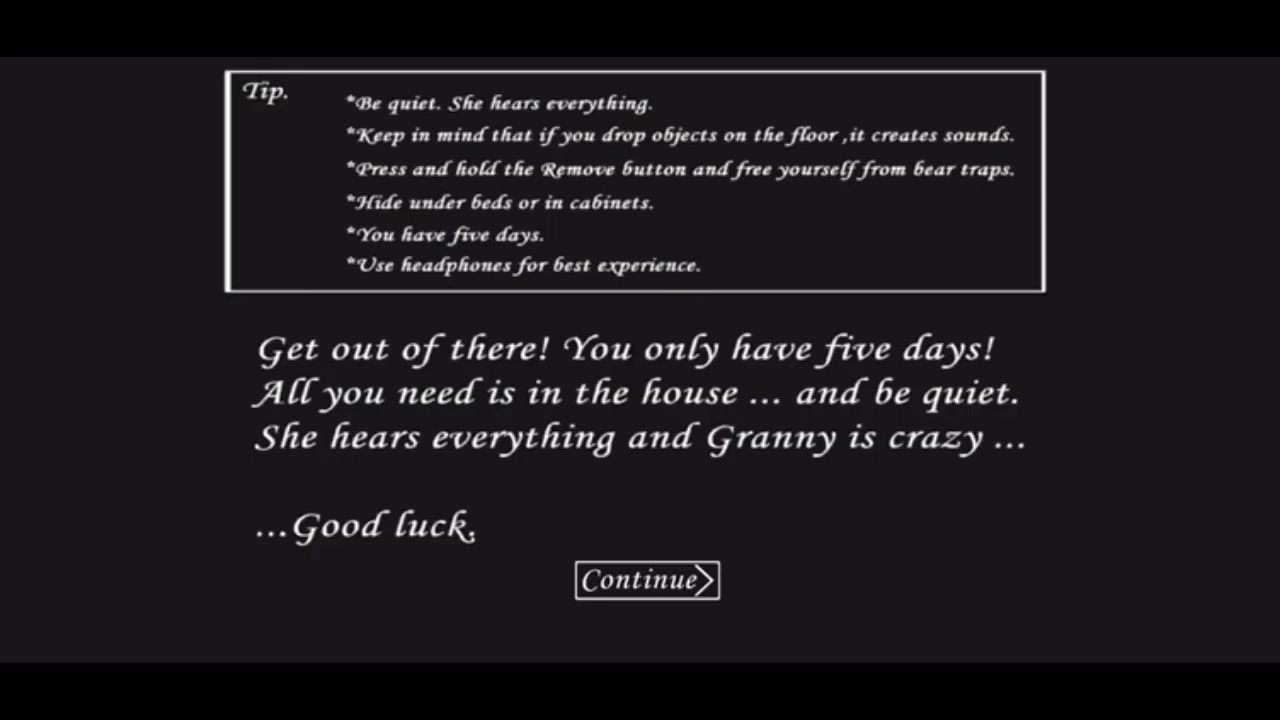 Tip.
*Be quiet. She hears everything.
*Keep in mind that if you drop objects on the floor ,it creates sounds.
*Press and hold the Remove button and free yourself from bear traps.
*Hide under beds or in cabinets.
*You have five days.
*Use headphones for best experience.
Get out of there! You only have five days!
All you need is in the house ... and be quiet.
She hears everything and Granny is crazy ...
...Good luck.
Continue>